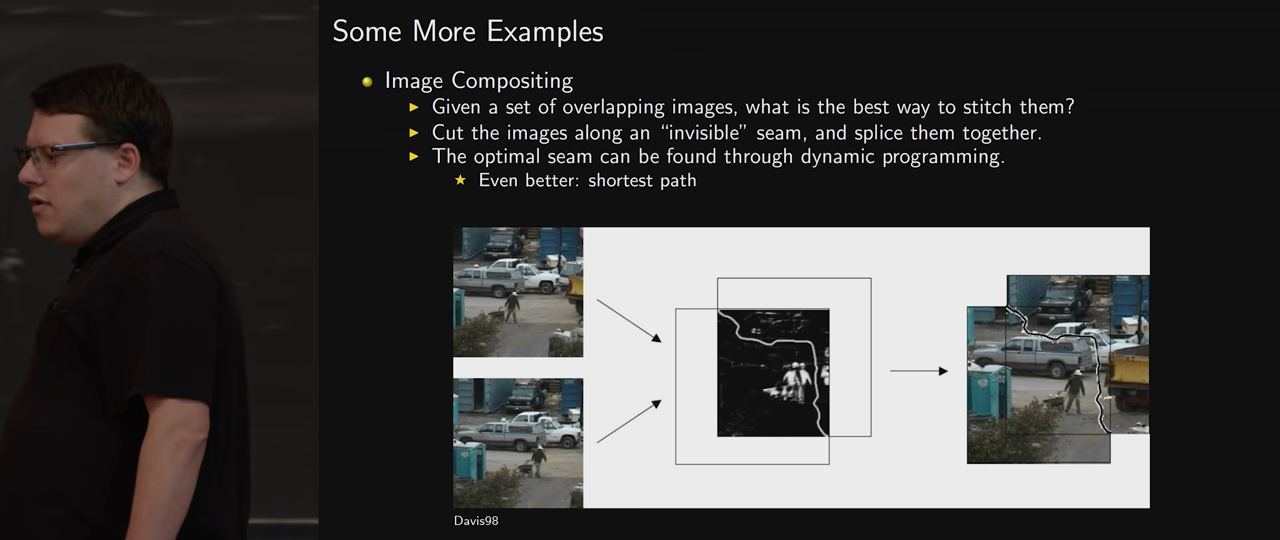 Some More Examples
Image Compositing
Given a set of overlapping images, what is the best way to stitch them?
Cut the images along an “invisible” seam, and splice them together.
The optimal seam can be found through dynamic programming.
Even better: shortest path
Davis98